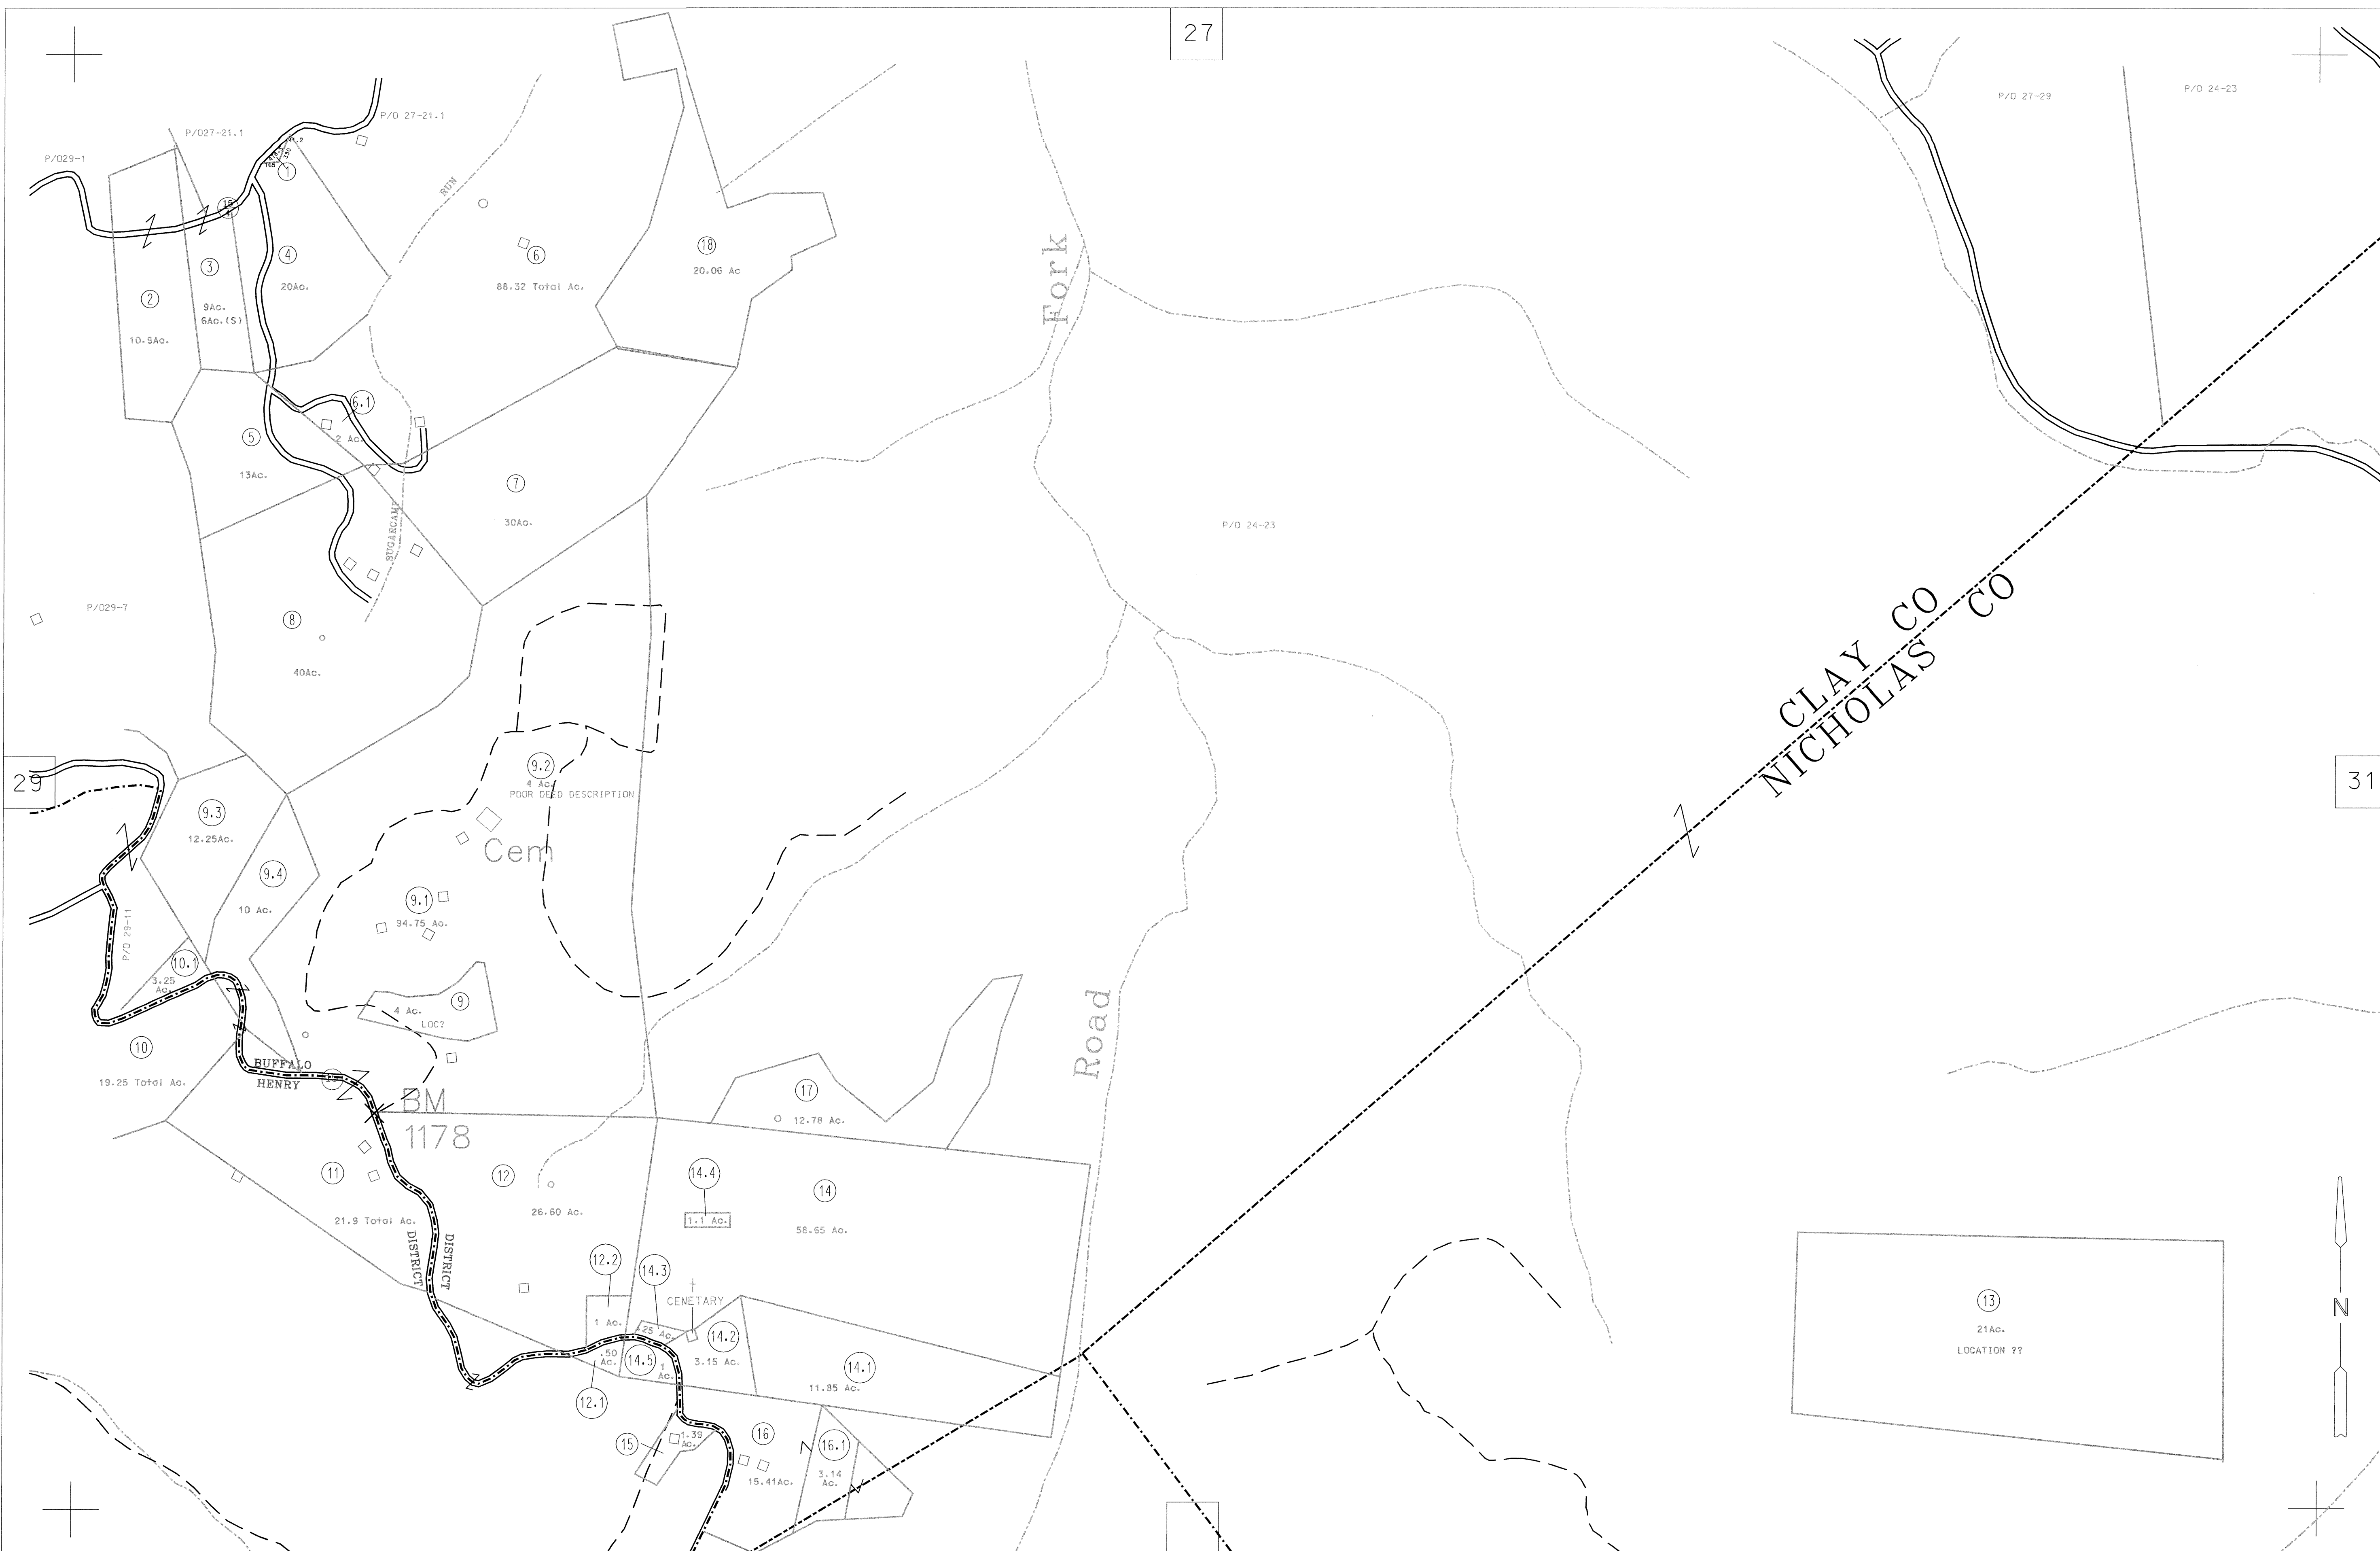 27
P/O 27-29
P/O 24-23
P/O 27-21.1
P/O27-21.1
P/O29-1
41.2
330
165
1
RUN
15
6
88.32 Total Ac.
18
20.06 Ac
Fork
4
20Ac.
3
9Ac.
6Ac.(S)
2
10.9Ac.
6.1
2 Ac.
5
13Ac.
7
30Ac.
SUGARCAMP
P/O 24-23
P/O29-7
8
40Ac.
CLAY CO
NICHOLAS CO
29
31
9.2
4 Ac.
POOR DEED DESCRIPTION
9.3
12.25Ac.
Cem
9.4
10 Ac.
9.1
94.75 Ac.
P/O 29-11
10.1
3.25
Ac.
9
4 Ac.
LOC?
10
19.25 Total Ac.
BUFFALO
HENRY
BM
1178
Road
17
12.78 Ac.
11
21.9 Total Ac.
DISTRICT
DISTRICT
12
26.60 Ac.
14.4
1.1 Ac.
14
58.65 Ac.
12.2
1 Ac.
14.3
.25 Ac.
CEMETARY
14.2
3.15 Ac.
.50
Ac.
14.5
1
Ac.
14.1
11.85 Ac.
12.1
15
1.39
Ac.
16
15.41Ac.
16.1
3.14
Ac.
13
21Ac.
LOCATION ??
N